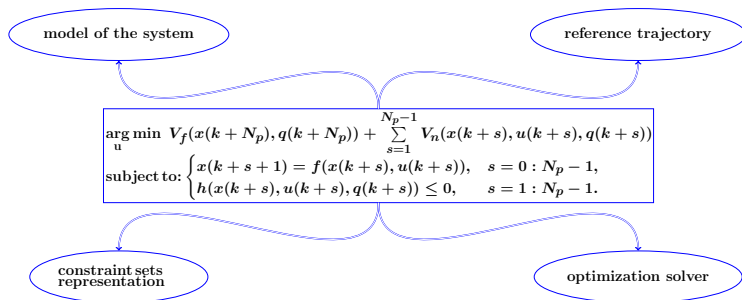 model of the system
reference trajectory
arg min V_f(x(k + N_p), q(k + N_p)) + ∑_{s=1}^{N_p−1} V_n(x(k + s), u(k + s), q(k + s))
u
subject to: { x(k + s + 1) = f(x(k + s), u(k + s)), s = 0 : N_p − 1,
h(x(k + s), u(k + s), q(k + s)) ≤ 0, s = 1 : N_p − 1.
constraint sets
representation
optimization solver